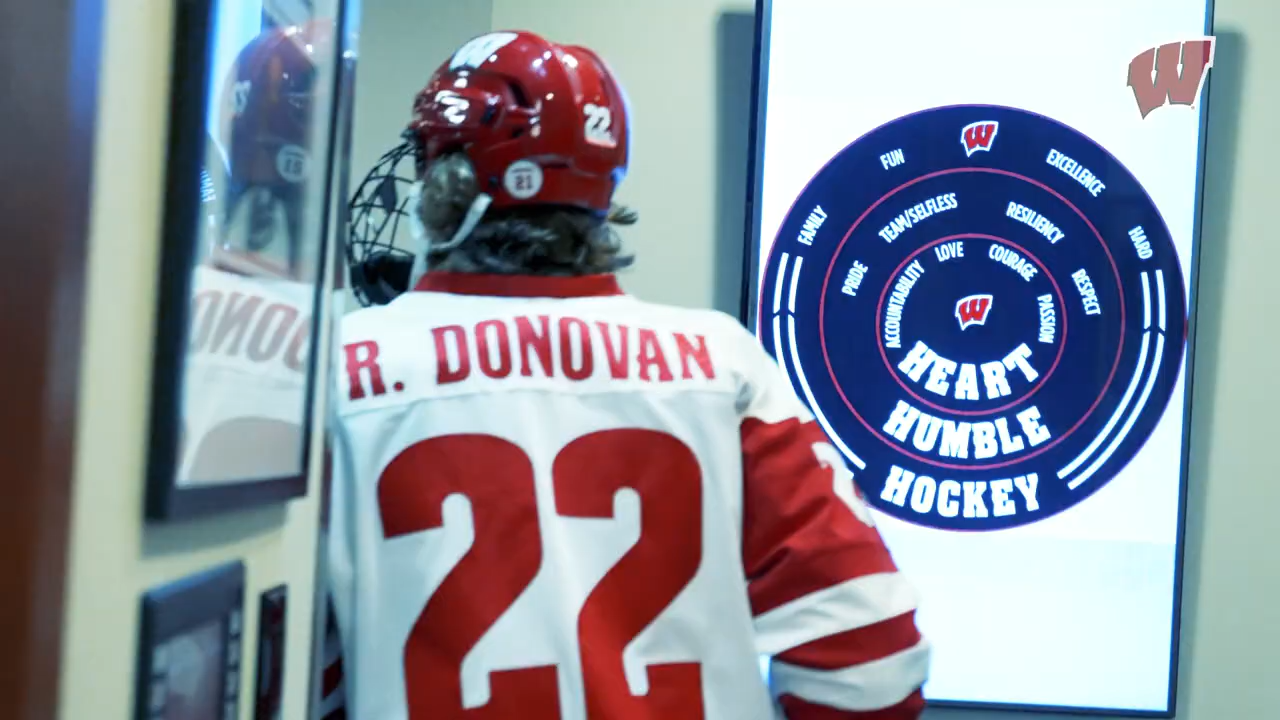 W
22
21
R. DONOVAN
22
W
W
FUN
EXCELLENCE
FAMILY
HARD
TEAM/SELFLESS
RESILIENCY
PRIDE
RESPECT
LOVE
COURAGE
ACCOUNTABILITY
PASSION
W
HEART
HUMBLE
HOCKEY